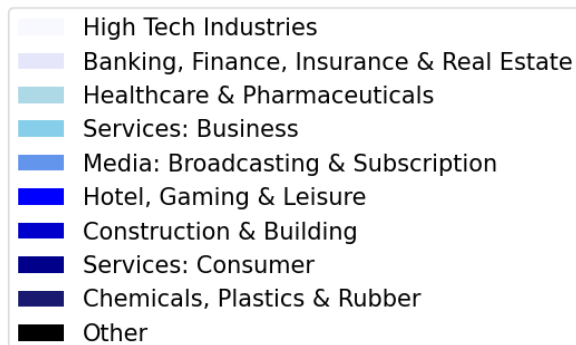 High Tech Industries
Banking, Finance, Insurance & Real Estate
Healthcare & Pharmaceuticals
Services: Business
Media: Broadcasting & Subscription
Hotel, Gaming & Leisure
Construction & Building
Services: Consumer
Chemicals, Plastics & Rubber
Other